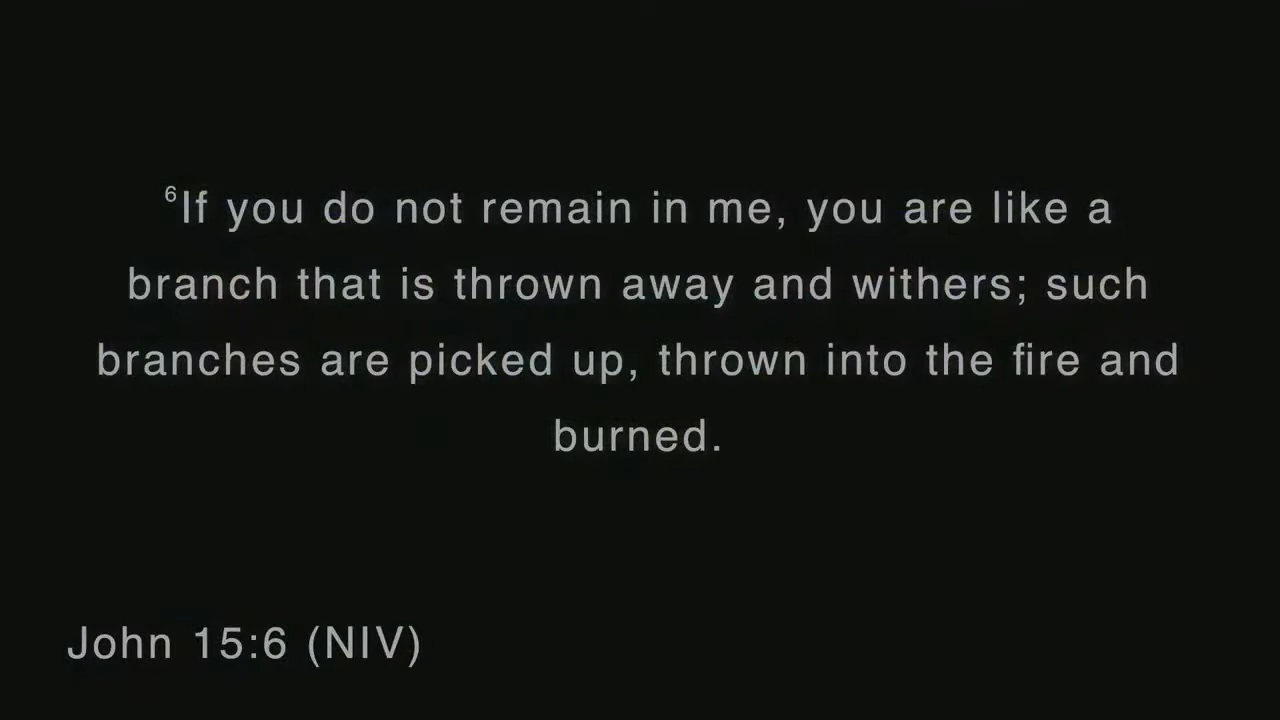 ⁶If you do not remain in me, you are like a
branch that is thrown away and withers; such
branches are picked up, thrown into the fire and
burned.
John 15:6 (NIV)